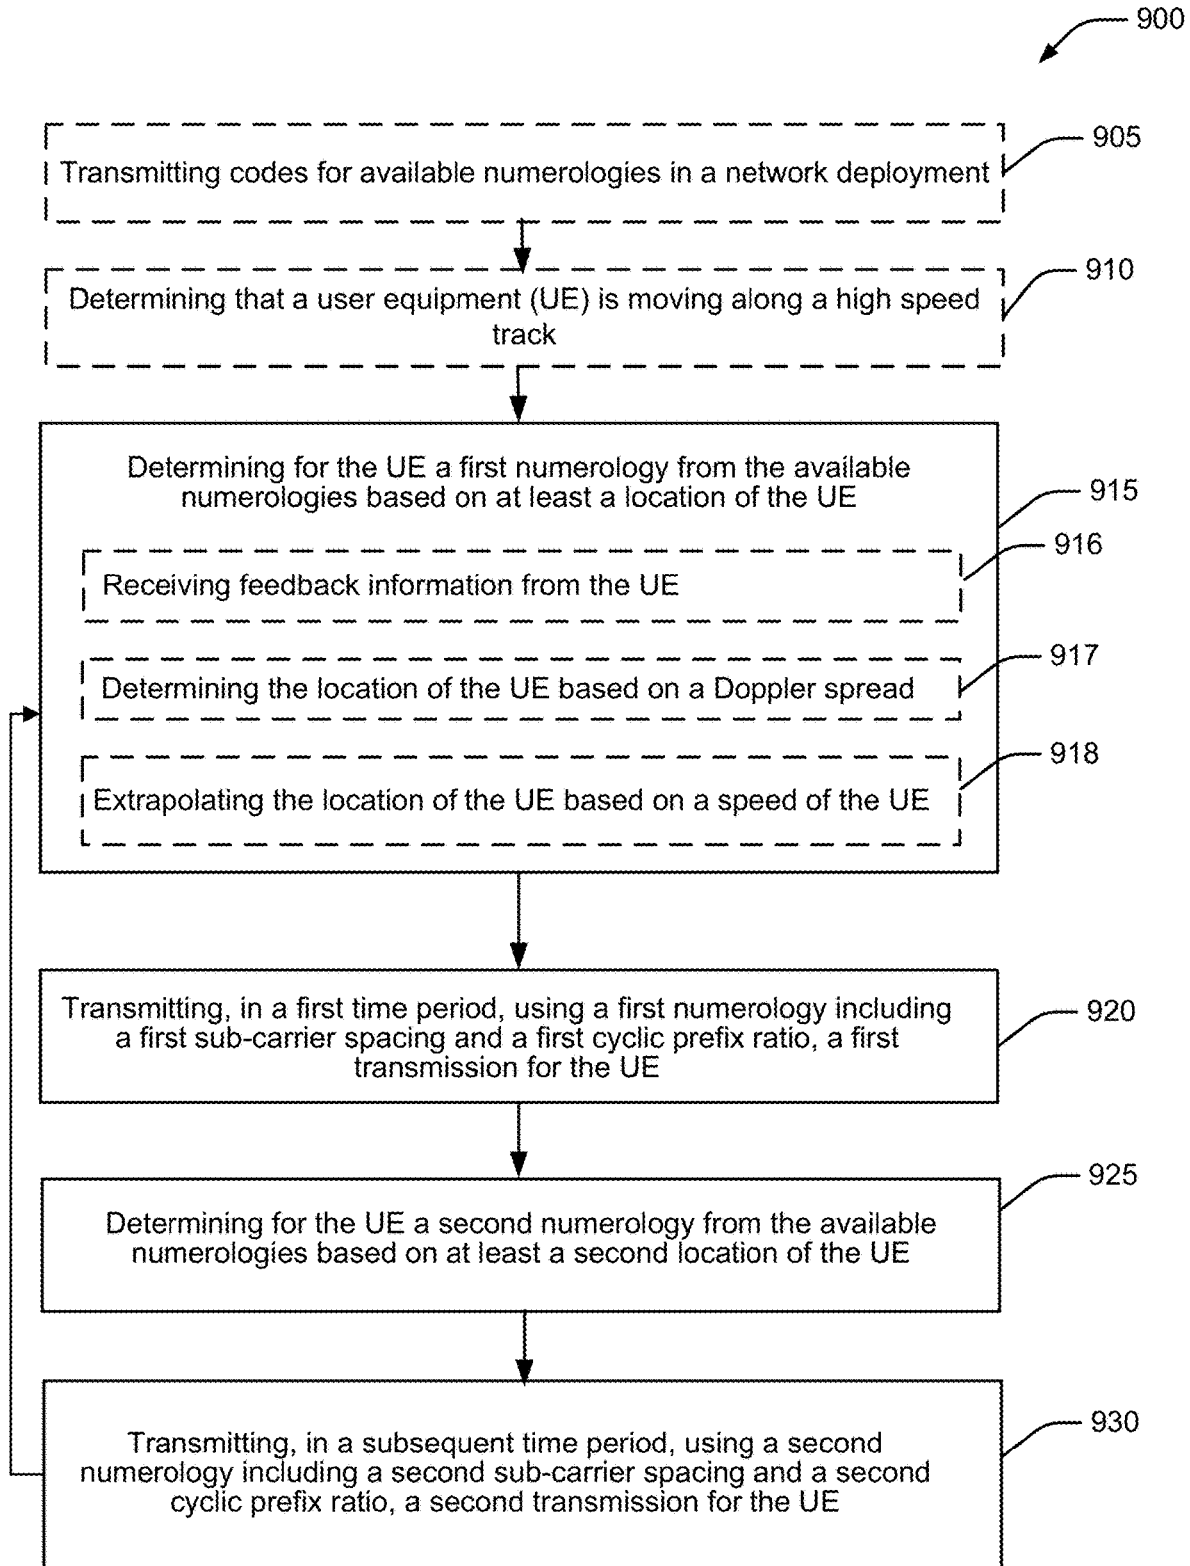 900
905
Transmitting codes for available numerologies in a network deployment
910
Determining that a user equipment (UE) is moving along a high speed
track
Determining for the UE a first numerology from the available
numerologies based on at least a location of the UE
915
916
Receiving feedback information from the UE
917
Determining the location of the UE based on a Doppler spread
918
Extrapolating the location of the UE based on a speed of the UE
Transmitting, in a first time period, using a first numerology including
a first sub-carrier spacing and a first cyclic prefix ratio, a first
transmission for the UE
920
925
Determining for the UE a second numerology from the available
numerologies based on at least a second location of the UE
930
Transmitting, in a subsequent time period, using a second
numerology including a second sub-carrier spacing and a second
cyclic prefix ratio, a second transmission for the UE